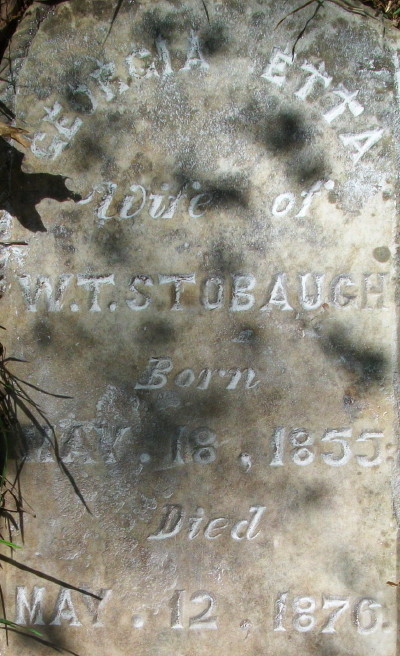 GEORGIA ETTA
Wife of
W.T. STOBAUGH
Born
MAY. 18, 1855.
Died
MAY. 12, 1876.